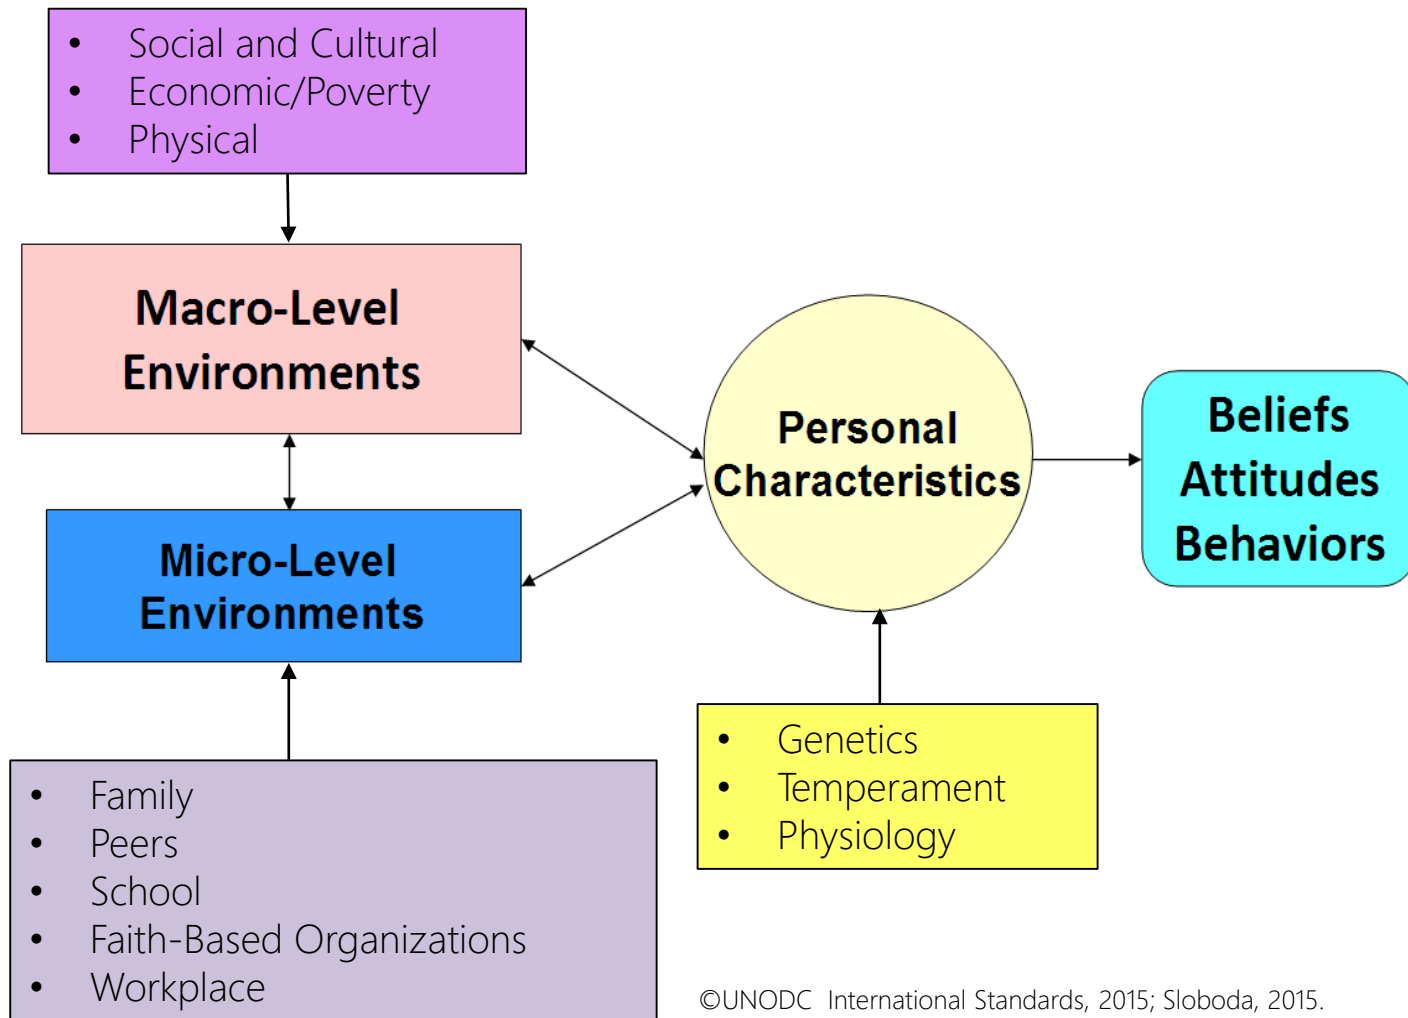 • Social and Cultural
• Economic/Poverty
• Physical
Macro-Level
Environments
Micro-Level
Environments
• Family
• Peers
• School
• Faith-Based Organizations
• Workplace
Personal
Characteristics
• Genetics
• Temperament
• Physiology
Beliefs
Attitudes
Behaviors
©UNODC International Standards, 2015; Sloboda, 2015.